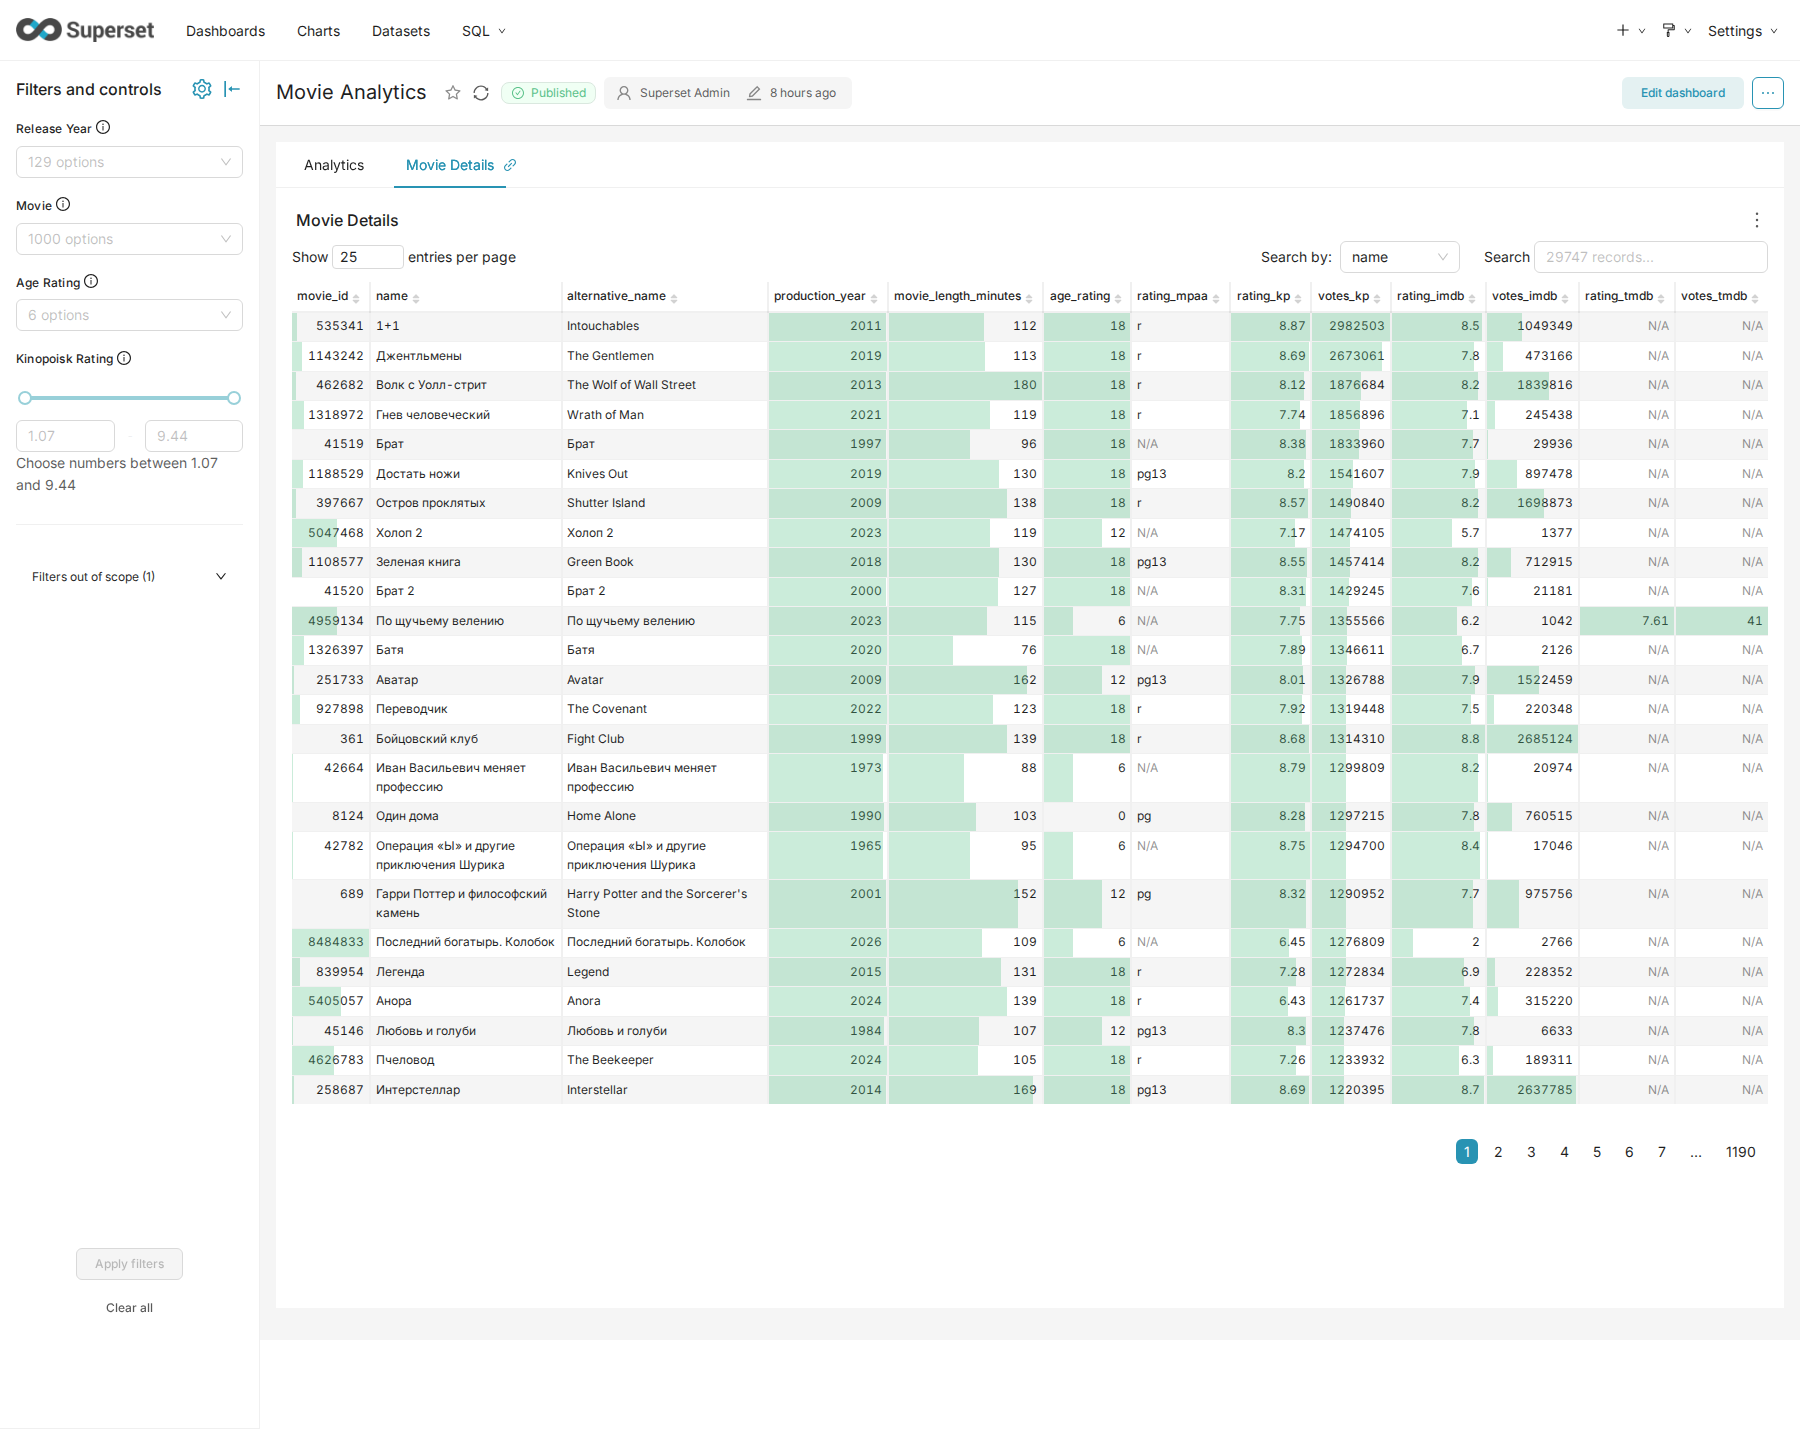 Superset Dashboards Charts Datasets SQL Settings
Filters and controls
Movie Analytics Published Superset Admin 8 hours ago Edit dashboard ...
Release Year
129 options
Movie
1000 options
Age Rating
6 options
Kinopoisk Rating
1.07 - 9.44
Choose numbers between 1.07
and 9.44
Filters out of scope (1)
Apply filters
Clear all
Analytics Movie Details
Movie Details
Show 25 entries per page Search by: name Search 29747 records...
movie_id name alternative_name production_year movie_length_minutes age_rating rating_mpaa rating_kp votes_kp rating_imdb votes_imdb rating_tmdb votes_tmdb
535341 1+1 Intouchables 2011 112 18 r 8.87 2982503 8.5 1049349 N/A N/A
1143242 Джентльмены The Gentlemen 2019 113 18 r 8.69 2673061 7.8 473166 N/A N/A
462682 Волк с Уолл-стрит The Wolf of Wall Street 2013 180 18 r 8.12 1876684 8.2 1839816 N/A N/A
1318972 Гнев человеческий Wrath of Man 2021 119 18 r 7.74 1856896 7.1 245438 N/A N/A
41519 Брат Брат 1997 96 18 N/A 8.38 1833960 7.7 29936 N/A N/A
1188529 Достать ножи Knives Out 2019 130 18 pg13 8.2 1541607 7.9 897478 N/A N/A
397667 Остров проклятых Shutter Island 2009 138 18 r 8.57 1490840 8.2 1698873 N/A N/A
5047468 Холоп 2 Холоп 2 2023 119 12 N/A 7.17 1474105 5.7 1377 N/A N/A
1108577 Зеленая книга Green Book 2018 130 18 pg13 8.55 1457414 8.2 712915 N/A N/A
41520 Брат 2 Брат 2 2000 127 18 N/A 8.31 1429245 7.6 21181 N/A N/A
4959134 По щучьему велению По щучьему велению 2023 115 6 N/A 7.75 1355566 6.2 1042 7.61 41
1326397 Батя Батя 2020 76 18 N/A 7.89 1346611 6.7 2126 N/A N/A
251733 Аватар Avatar 2009 162 12 pg13 8.01 1326788 7.9 1522459 N/A N/A
927898 Переводчик The Covenant 2022 123 18 r 7.92 1319448 7.5 220348 N/A N/A
361 Бойцовский клуб Fight Club 1999 139 18 r 8.68 1314310 8.8 2685124 N/A N/A
42664 Иван Васильевич меняет Иван Васильевич меняет 1973 88 6 N/A 8.79 1299809 8.2 20974 N/A N/A
профессию профессию
8124 Один дома Home Alone 1990 103 0 pg 8.28 1297215 7.8 760515 N/A N/A
42782 Операция «Ы» и другие Операция «Ы» и другие 1965 95 6 N/A 8.75 1294700 8.4 17046 N/A N/A
приключения Шурика приключения Шурика
689 Гарри Поттер и философский Harry Potter and the Sorcerer's 2001 152 12 pg 8.32 1290952 7.7 975756 N/A N/A
камень Stone
8484833 Последний богатырь. Колобок Последний богатырь. Колобок 2026 109 6 N/A 6.45 1276809 2 2766 N/A N/A
839954 Легенда Legend 2015 131 18 r 7.28 1272834 6.9 228352 N/A N/A
5405057 Анора Anora 2024 139 18 r 6.43 1261737 7.4 315220 N/A N/A
45146 Любовь и голуби Любовь и голуби 1984 107 12 pg13 8.3 1237476 7.8 6633 N/A N/A
4626783 Пчеловод The Beekeeper 2024 105 18 r 7.26 1233932 6.3 189311 N/A N/A
258687 Интерстеллар Interstellar 2014 169 18 pg13 8.69 1220395 8.7 2637785 N/A N/A
1 2 3 4 5 6 7 ... 1190